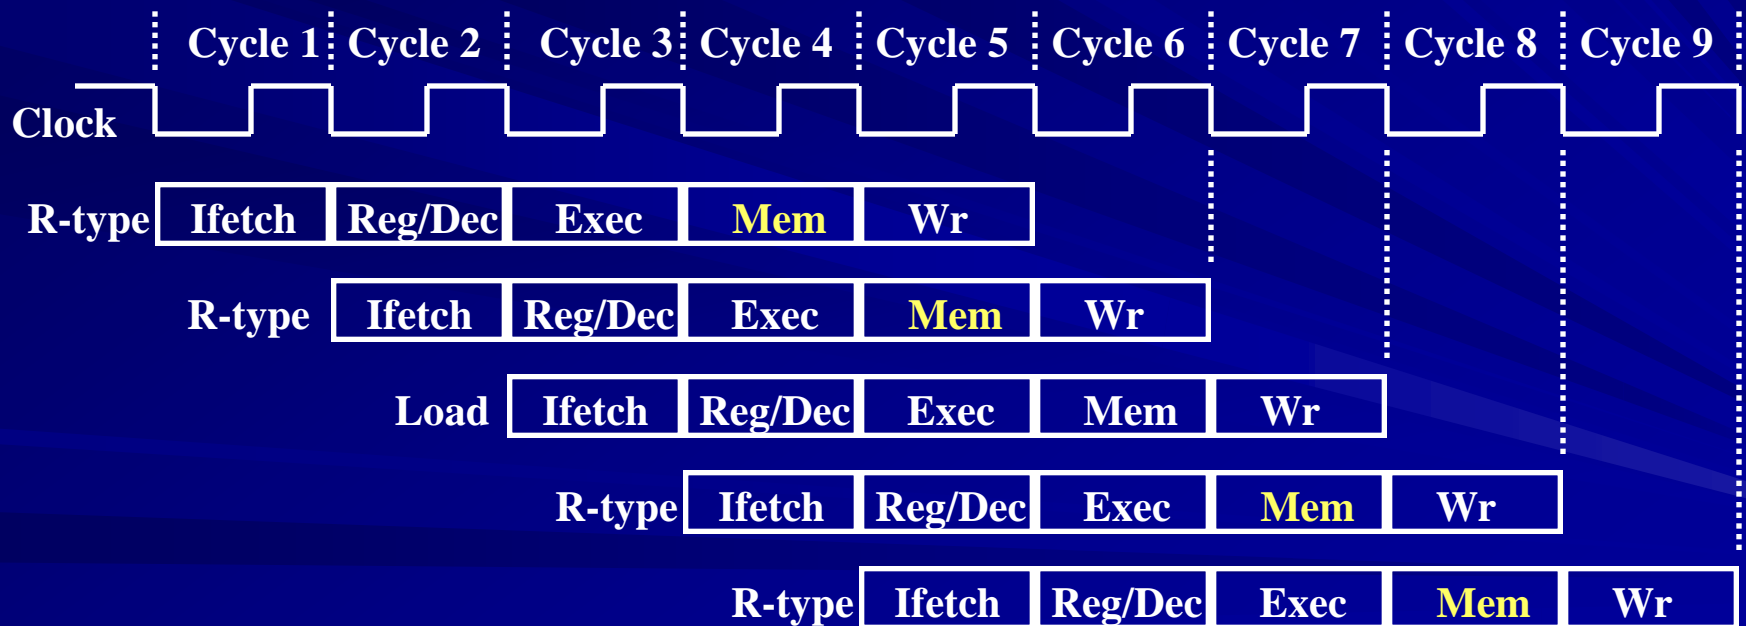 Cycle 1 Cycle 2 Cycle 3 Cycle 4 Cycle 5 Cycle 6 Cycle 7 Cycle 8 Cycle 9
Clock
R-type Ifetch Reg/Dec Exec Mem Wr
R-type Ifetch Reg/Dec Exec Mem Wr
Load Ifetch Reg/Dec Exec Mem Wr
R-type Ifetch Reg/Dec Exec Mem Wr
R-type Ifetch Reg/Dec Exec Mem Wr